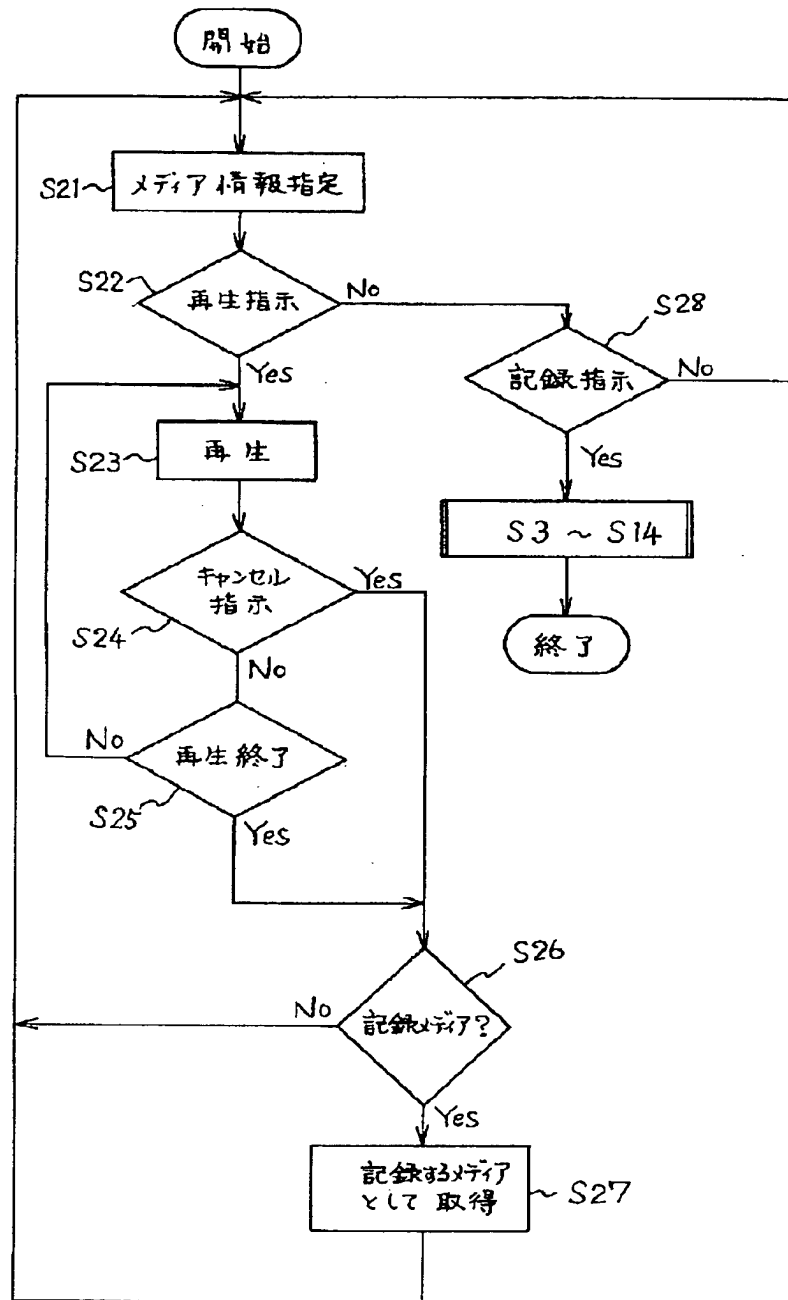 開始
S21
メディア情報指定
S22
再生指示
No
Yes
S28
記録指示
No
Yes
S23
再生
S3 ~ S14
終了
キャンセル
指示
Yes
S24
No
再生終了
No
S25
Yes
S26
記録メディア?
No
Yes
記録するメディア
として取得
S27